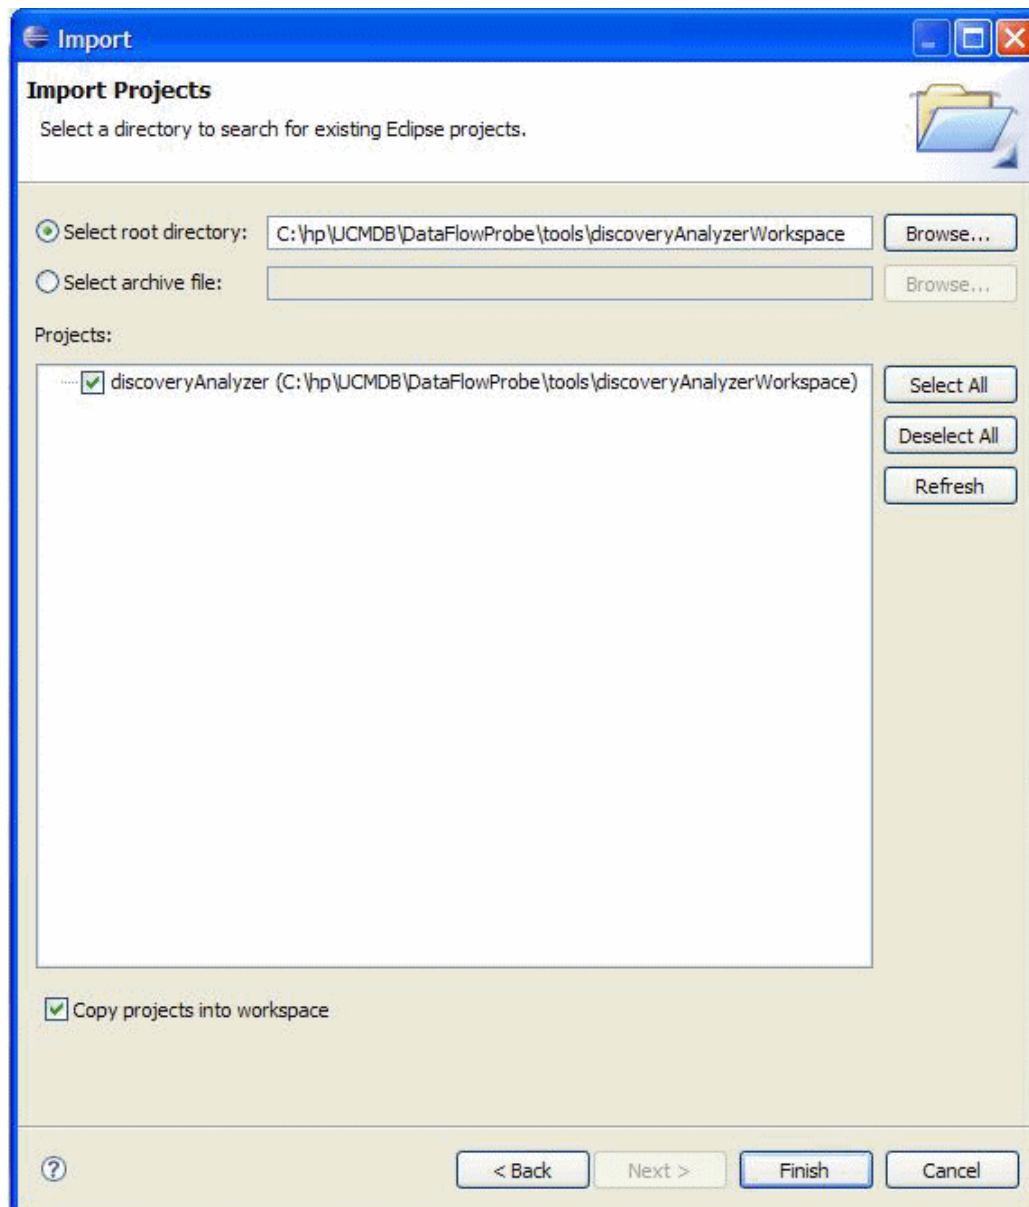 Import
Import Projects
Select a directory to search for existing Eclipse projects.
Select root directory: C:\hp\UCMDB\DataFlowProbe\tools\discoveryAnalyzerWorkspace Browse...
Select archive file: Browse...
Projects:
discoveryAnalyzer (C:\hp\UCMDB\DataFlowProbe\tools\discoveryAnalyzerWorkspace) Select All
Deselect All
Refresh
Copy projects into workspace
? < Back Next > Finish Cancel